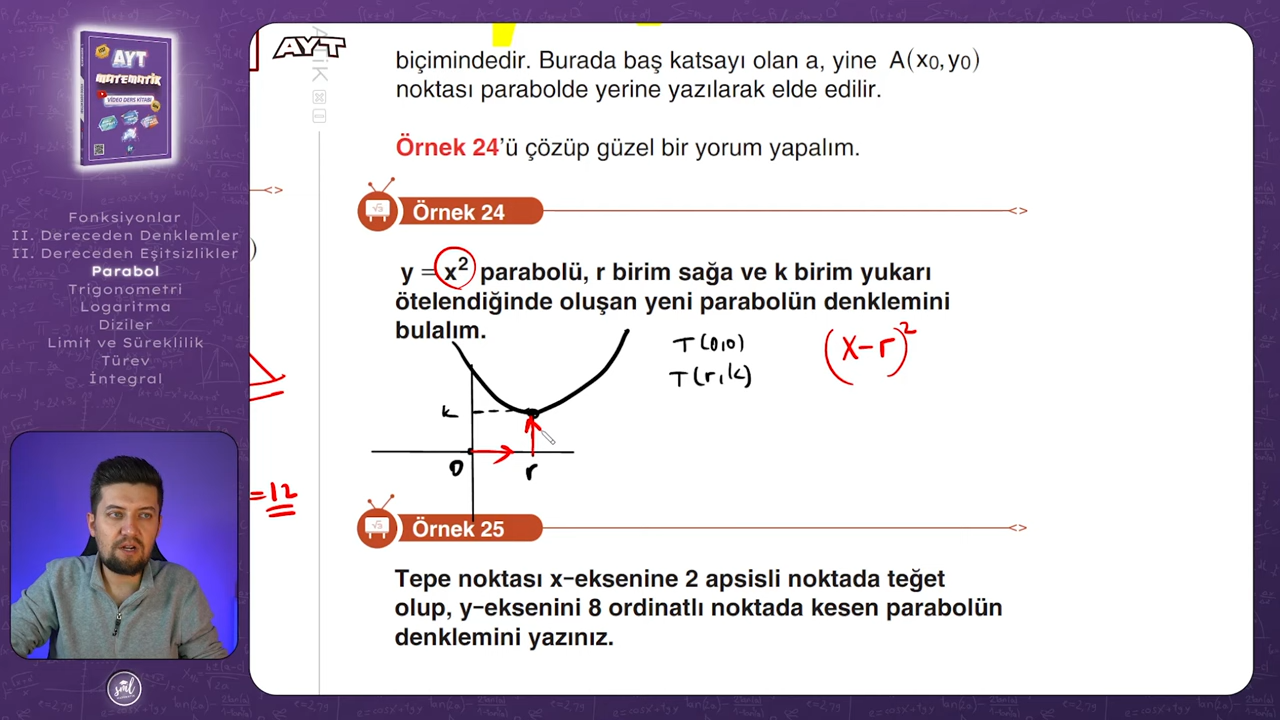 AYT
MATEMATİK
VİDEO DERS KİTABI
Fonksiyonlar
II. Dereceden Denklemler
II. Dereceden Eşitsizlikler
Parabol
Trigonometri
Logaritma
Diziler
Limit ve Süreklilik
Türev
İntegral
sml
AYT
biçimindedir. Burada baş katsayı olan a, yine A(x₀,y₀)
noktası parabolde yerine yazılarak elde edilir.
Örnek 24'ü çözüp güzel bir yorum yapalım.
Örnek 24
y = x² parabolü, r birim sağa ve k birim yukarı
ötelendiğinde oluşan yeni parabolün denklemini
bulalım.
T(0,0)
T(r,k)
(x-r)²
k
0
r
=12
Örnek 25
Tepe noktası x-eksenine 2 apsisli noktada teğet
olup, y-eksenini 8 ordinatlı noktada kesen parabolün
denklemini yazınız.